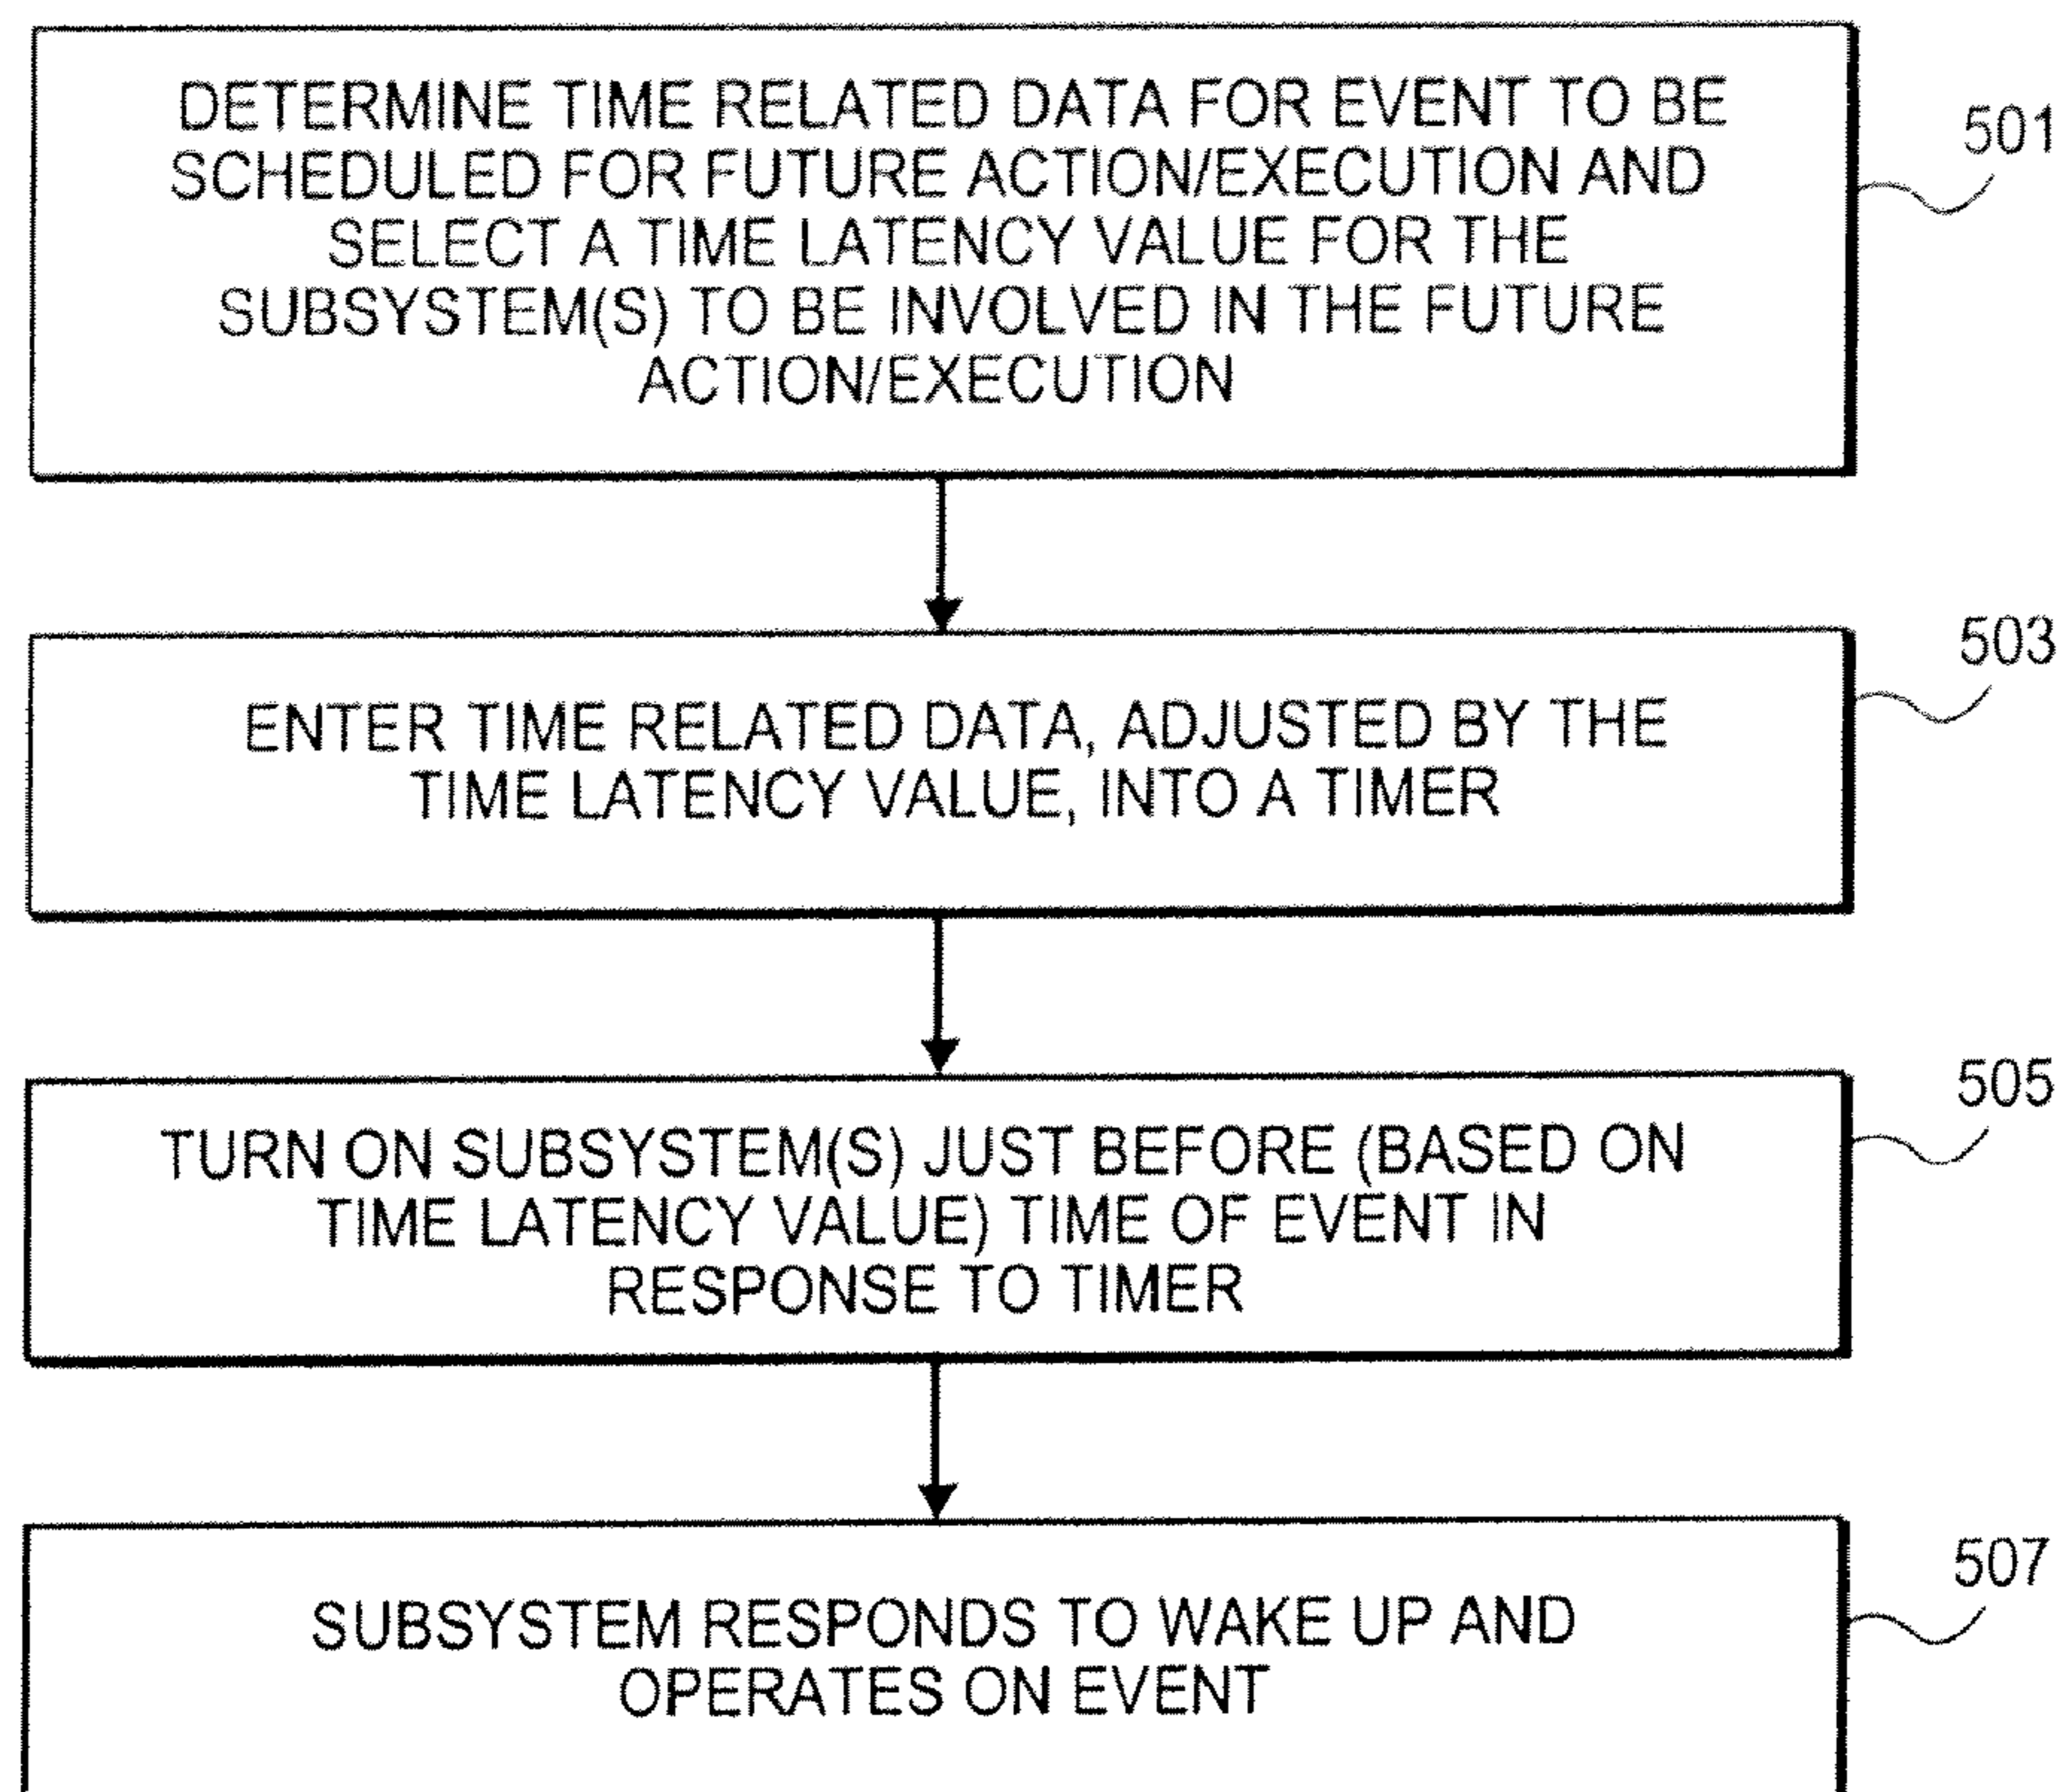 DETERMINE TIME RELATED DATA FOR EVENT TO BE
SCHEDULED FOR FUTURE ACTION/EXECUTION AND
SELECT A TIME LATENCY VALUE FOR THE
SUBSYSTEM(S) TO BE INVOLVED IN THE FUTURE
ACTION/EXECUTION
501
ENTER TIME RELATED DATA, ADJUSTED BY THE
TIME LATENCY VALUE, INTO A TIMER
503
TURN ON SUBSYSTEM(S) JUST BEFORE (BASED ON
TIME LATENCY VALUE) TIME OF EVENT IN
RESPONSE TO TIMER
505
SUBSYSTEM RESPONDS TO WAKE UP AND
OPERATES ON EVENT
507